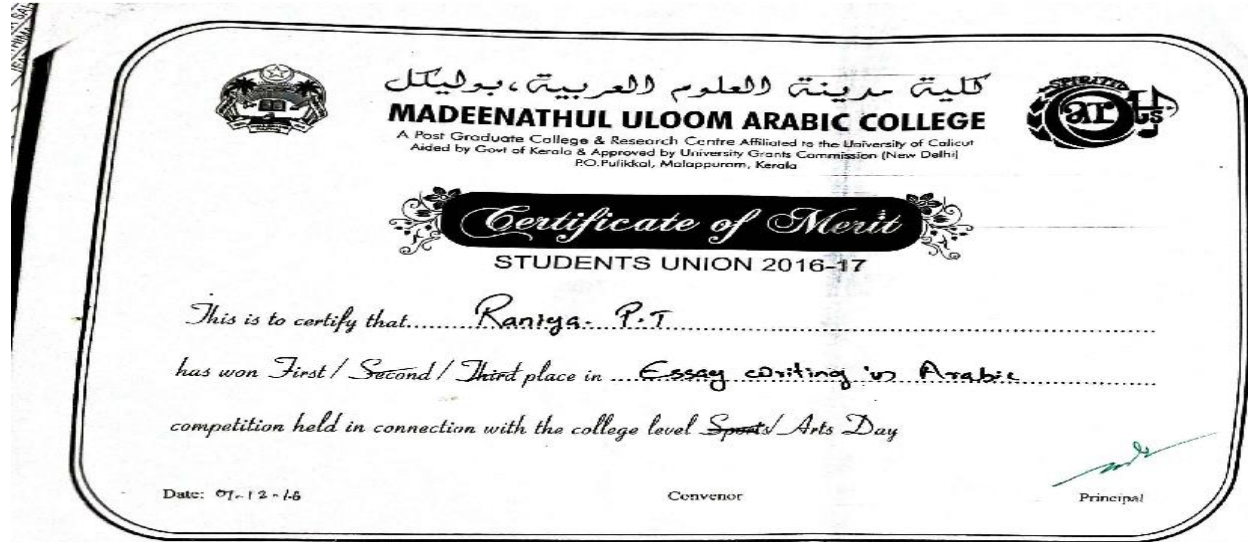 كلية مدينة العلوم العربية، بوليكل
MADEENATHUL ULOOM ARABIC COLLEGE
A Post Graduate College & Research Centre Affiliated to the University of Calicut
Aided by Govt of Kerala & Approved by University Grants Commission (New Delhi)
P.O.Pulikkal, Malappuram, Kerala
SPIRITED
arts
Certificate of Merit
STUDENTS UNION 2016-17
This is to certify that Raniya. P.T
has won First / Second / Third place in Essay writing in Arabic
competition held in connection with the college level Sports/ Arts Day
Date: 07-12-16
Convenor
Principal